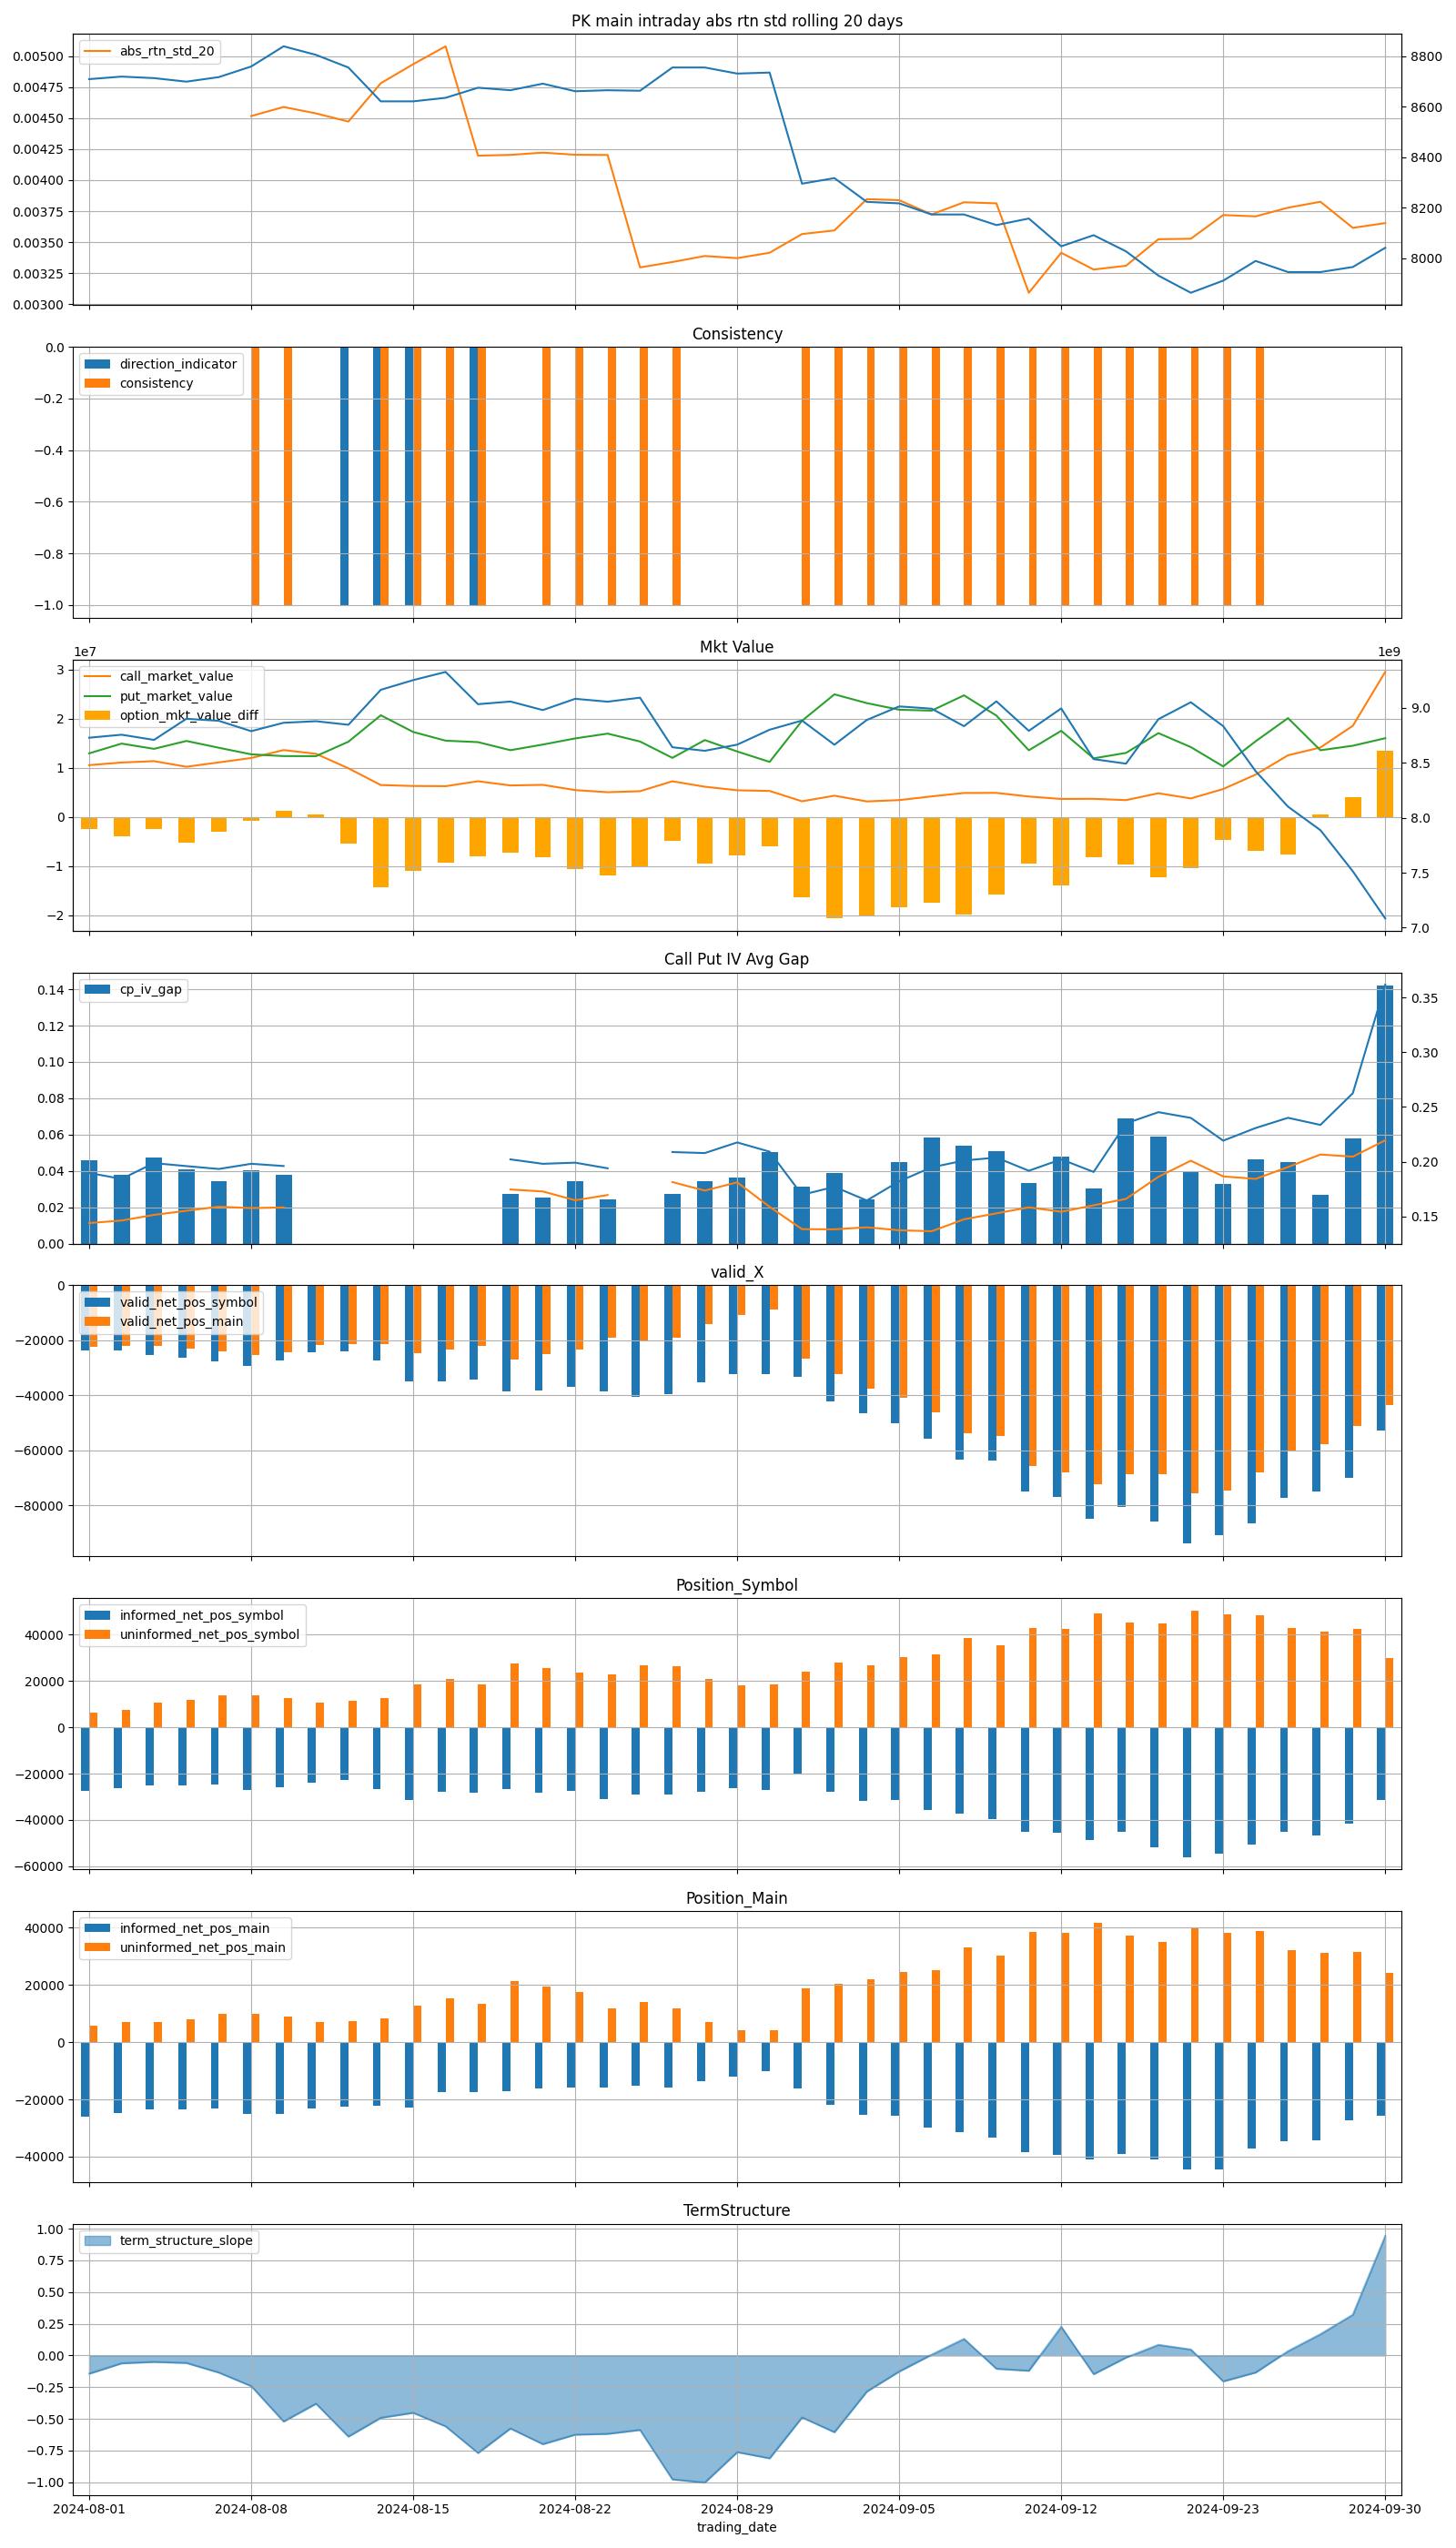 PK main intraday abs rtn std rolling 20 days
abs_rtn_std_20
0.00500
0.00475
0.00450
0.00425
0.00400
0.00375
0.00350
0.00325
0.00300
8800
8600
8400
8200
8000
Consistency
direction_indicator
consistency
0.0
−0.2
−0.4
−0.6
−0.8
−1.0
Mkt Value
1e7
1e9
call_market_value
put_market_value
option_mkt_value_diff
3
2
1
0
−1
−2
9.0
8.5
8.0
7.5
7.0
Call Put IV Avg Gap
cp_iv_gap
0.14
0.12
0.10
0.08
0.06
0.04
0.02
0.00
0.35
0.30
0.25
0.20
0.15
valid_X
valid_net_pos_symbol
valid_net_pos_main
0
−20000
−40000
−60000
−80000
Position_Symbol
informed_net_pos_symbol
uninformed_net_pos_symbol
40000
20000
0
−20000
−40000
−60000
Position_Main
informed_net_pos_main
uninformed_net_pos_main
40000
20000
0
−20000
−40000
TermStructure
term_structure_slope
1.00
0.75
0.50
0.25
0.00
−0.25
−0.50
−0.75
−1.00
2024-08-01 2024-08-08 2024-08-15 2024-08-22 2024-08-29 2024-09-05 2024-09-12 2024-09-23 2024-09-30
trading_date